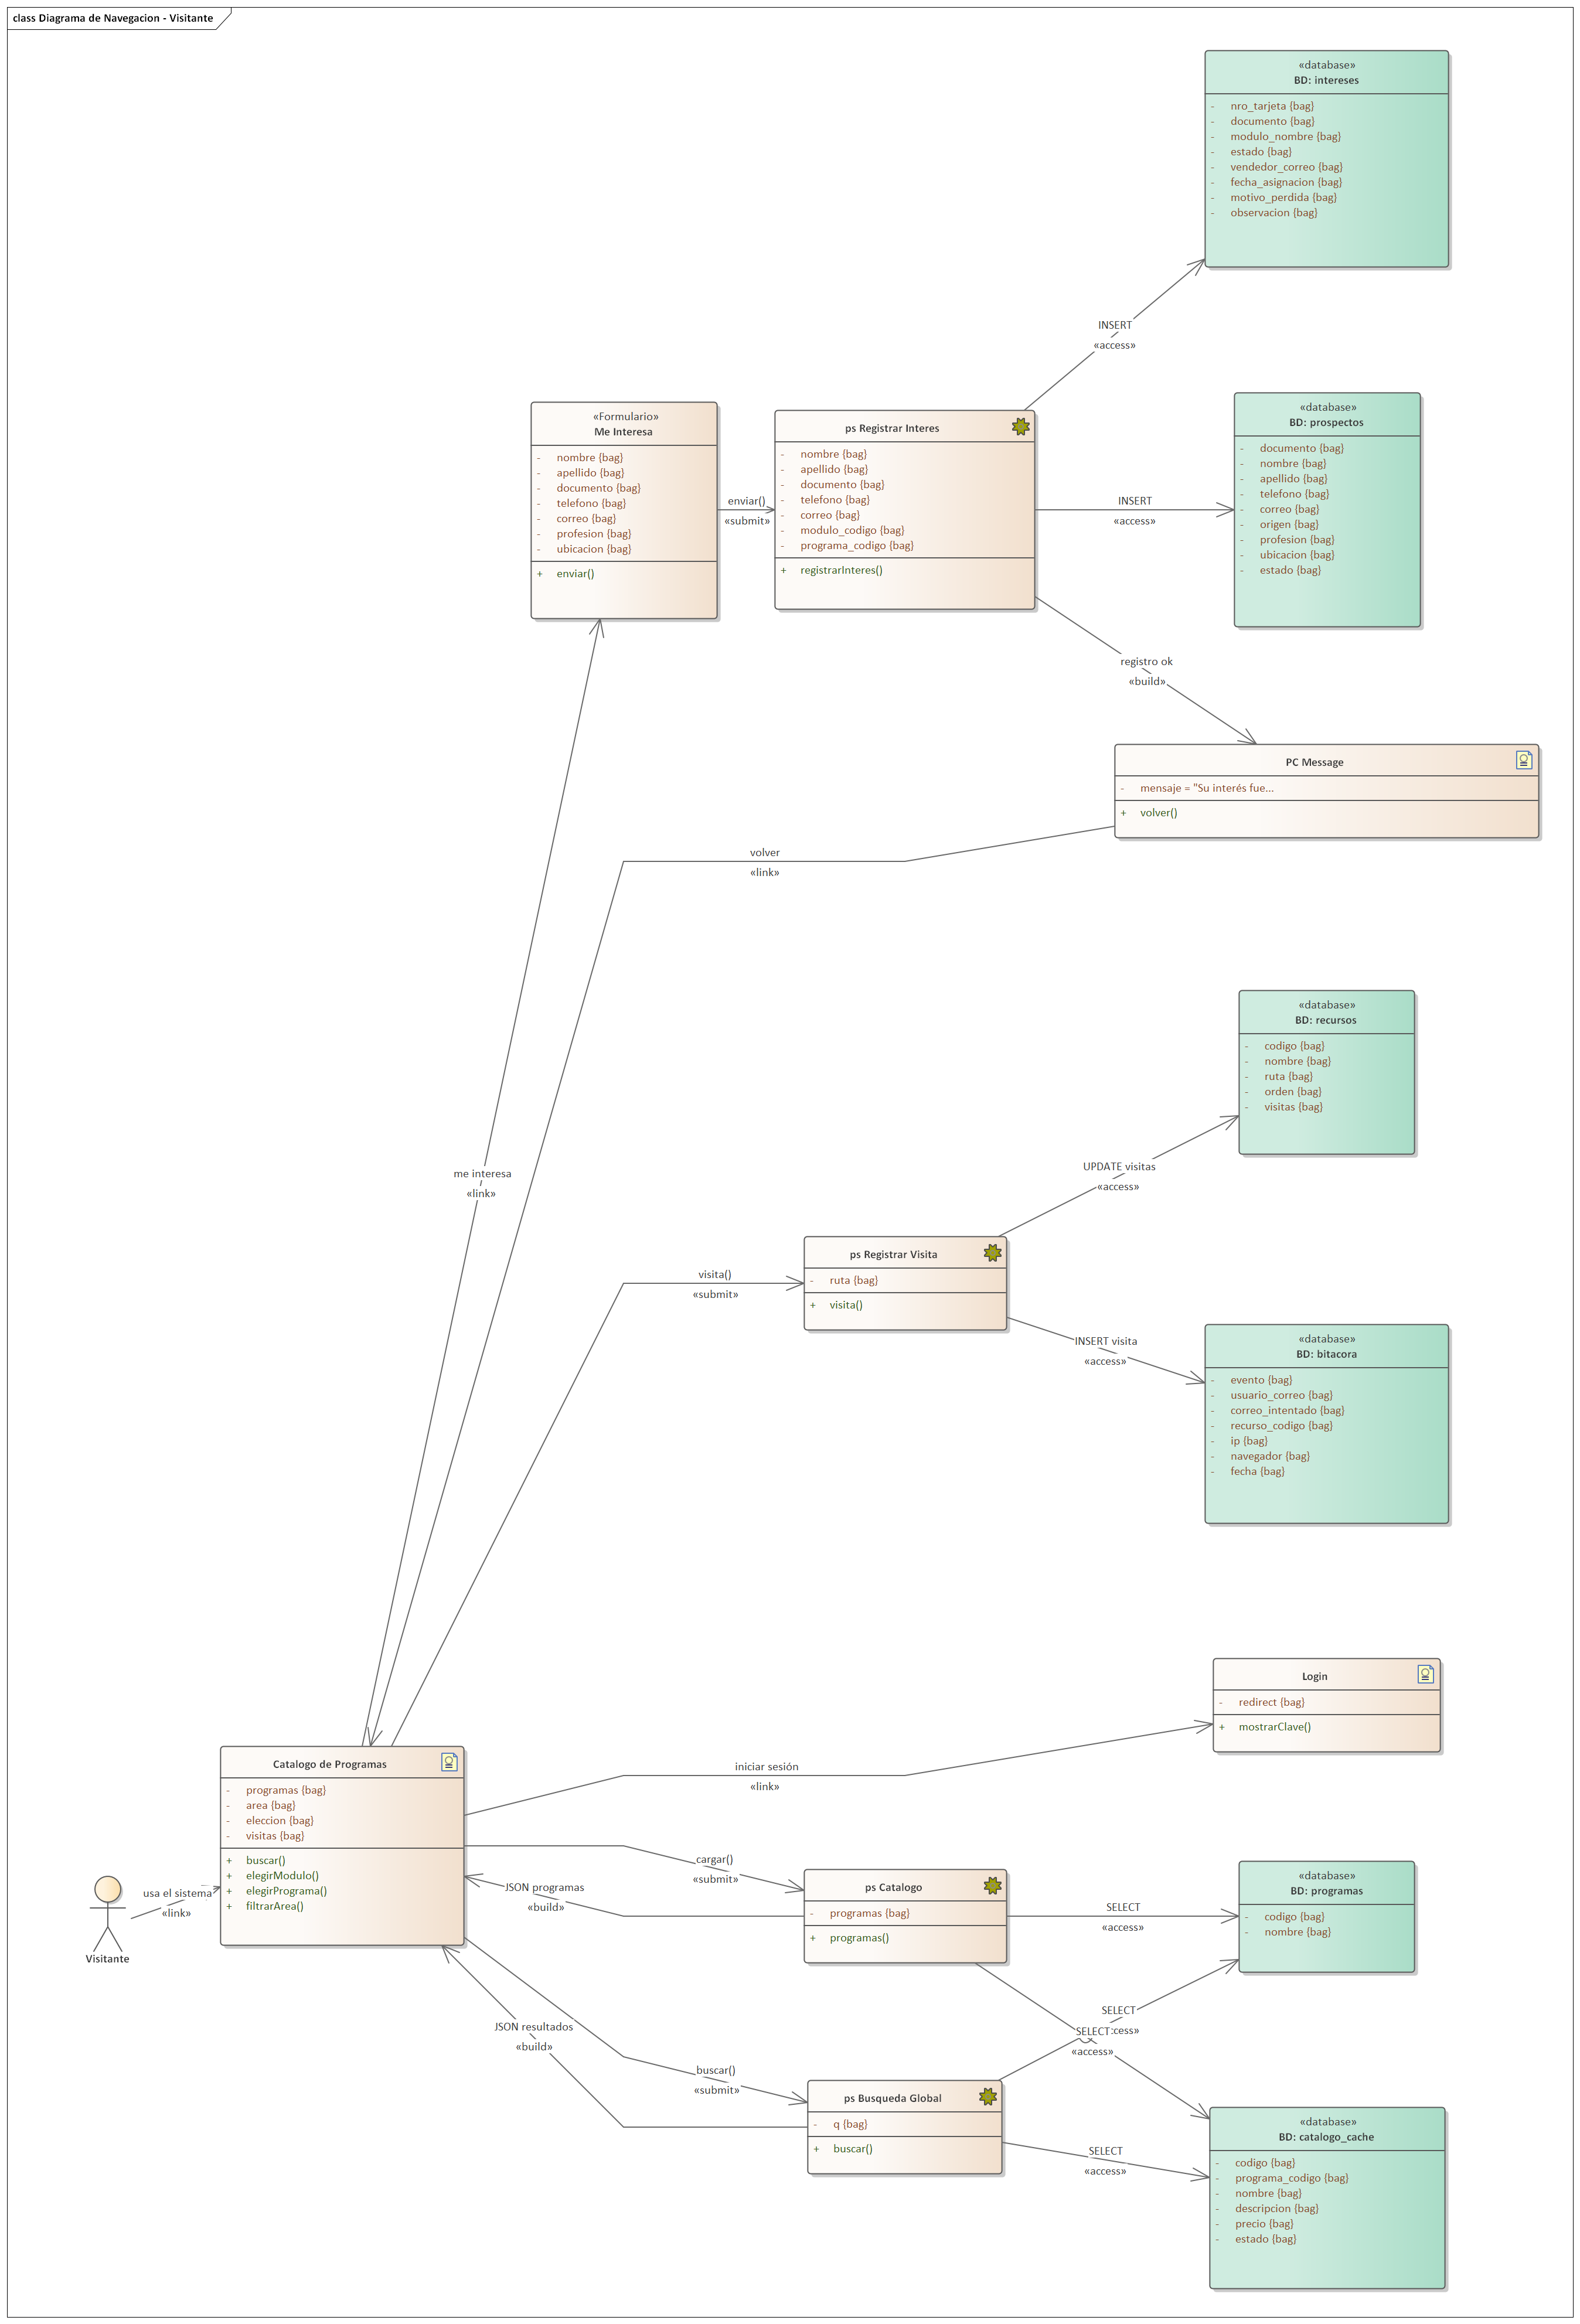 class Diagrama de Navegacion - Visitante
«database»
BD: intereses
- nro_tarjeta {bag}
- documento {bag}
- modulo_nombre {bag}
- estado {bag}
- vendedor_correo {bag}
- fecha_asignacion {bag}
- motivo_perdida {bag}
- observacion {bag}
INSERT
«access»
«Formulario»
Me Interesa
- nombre {bag}
- apellido {bag}
- documento {bag}
- telefono {bag}
- correo {bag}
- profesion {bag}
- ubicacion {bag}
+ enviar()
enviar()
«submit»
ps Registrar Interes
- nombre {bag}
- apellido {bag}
- documento {bag}
- telefono {bag}
- correo {bag}
- modulo_codigo {bag}
- programa_codigo {bag}
+ registrarInteres()
INSERT
«access»
«database»
BD: prospectos
- documento {bag}
- nombre {bag}
- apellido {bag}
- telefono {bag}
- correo {bag}
- origen {bag}
- profesion {bag}
- ubicacion {bag}
- estado {bag}
registro ok
«build»
PC Message
- mensaje = "Su interés fue...
+ volver()
volver
«link»
«database»
BD: recursos
- codigo {bag}
- nombre {bag}
- ruta {bag}
- orden {bag}
- visitas {bag}
me interesa
«link»
UPDATE visitas
«access»
visita()
«submit»
ps Registrar Visita
- ruta {bag}
+ visita()
INSERT visita
«access»
«database»
BD: bitacora
- evento {bag}
- usuario_correo {bag}
- correo_intentado {bag}
- recurso_codigo {bag}
- ip {bag}
- navegador {bag}
- fecha {bag}
Login
- redirect {bag}
+ mostrarClave()
iniciar sesión
«link»
Catalogo de Programas
- programas {bag}
- area {bag}
- eleccion {bag}
- visitas {bag}
+ buscar()
+ elegirModulo()
+ elegirPrograma()
+ filtrarArea()
usa el sistema
«link»
Visitante
cargar()
«submit»
JSON programas
«build»
ps Catalogo
- programas {bag}
+ programas()
SELECT
«access»
«database»
BD: programas
- codigo {bag}
- nombre {bag}
SELECT
SELECT
cess»
«access»
JSON resultados
«build»
buscar()
«submit»
ps Busqueda Global
- q {bag}
+ buscar()
SELECT
«access»
«database»
BD: catalogo_cache
- codigo {bag}
- programa_codigo {bag}
- nombre {bag}
- descripcion {bag}
- precio {bag}
- estado {bag}